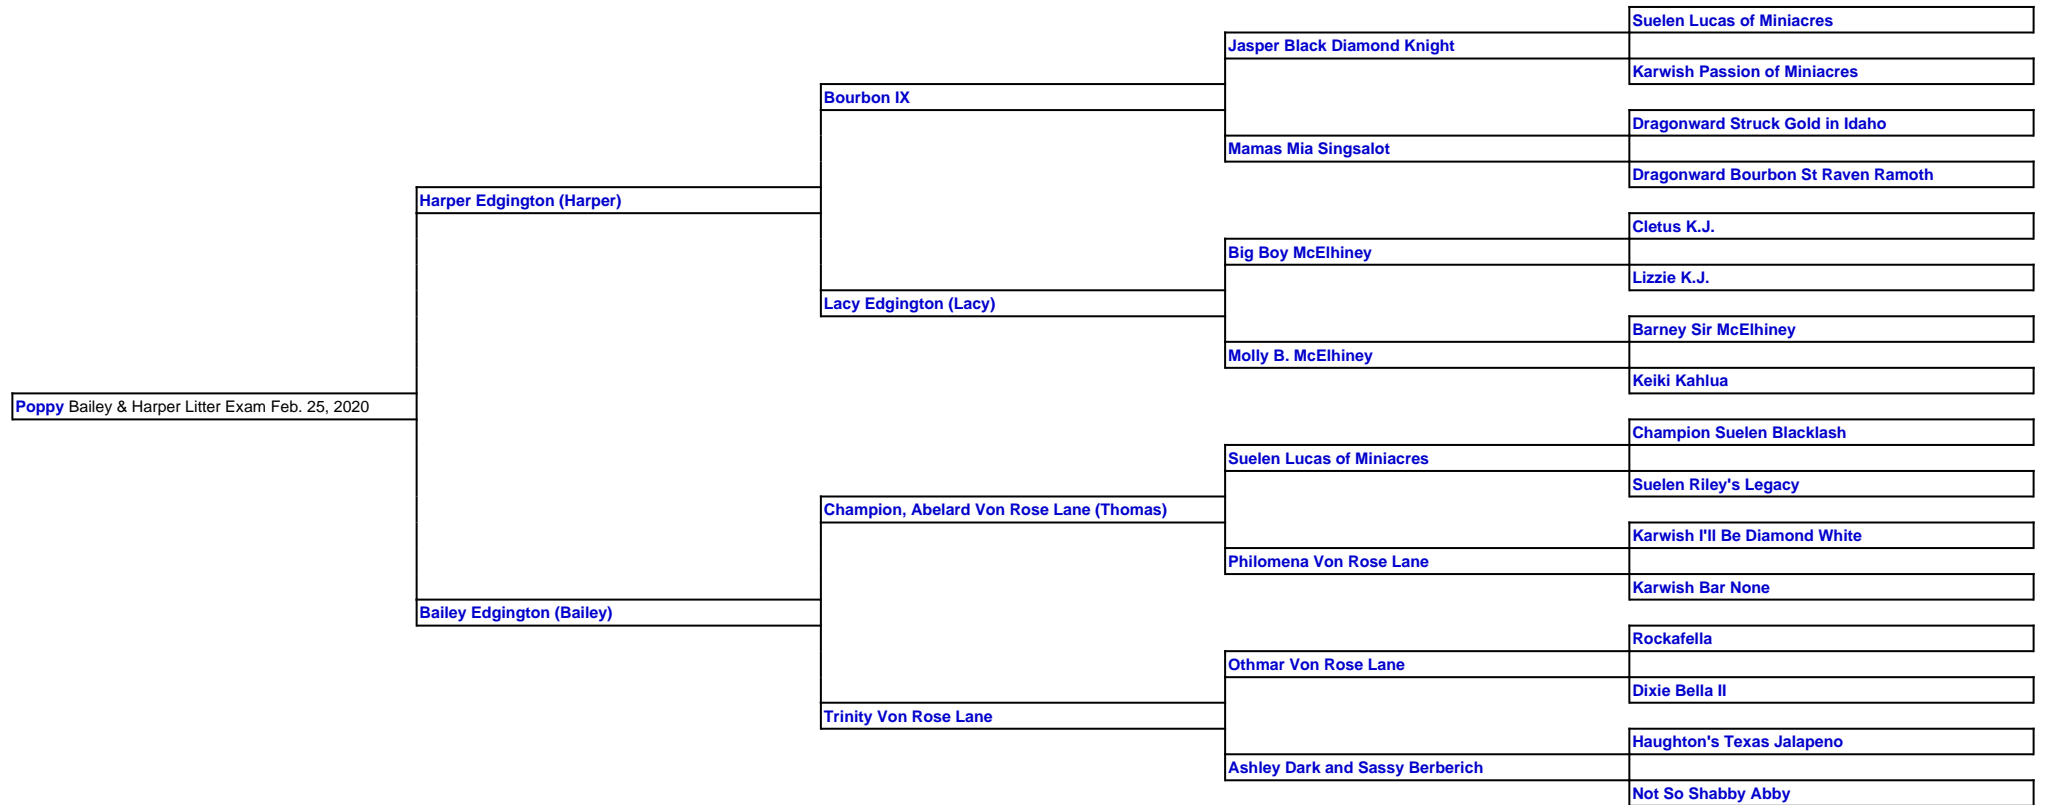 Suelen Lucas of Miniacres
Jasper Black Diamond Knight
Karwish Passion of Miniacres
Bourbon IX
Dragonward Struck Gold in Idaho
Mamas Mia Singsalot
Dragonward Bourbon St Raven Ramoth
Harper Edgington (Harper)
Cletus K.J.
Big Boy McElhiney
Lizzie K.J.
Lacy Edgington (Lacy)
Barney Sir McElhiney
Molly B. McElhiney
Keiki Kahlua
Poppy Bailey & Harper Litter Exam Feb. 25, 2020
Champion Suelen Blacklash
Suelen Lucas of Miniacres
Suelen Riley's Legacy
Champion, Abelard Von Rose Lane (Thomas)
Karwish I'll Be Diamond White
Philomena Von Rose Lane
Karwish Bar None
Bailey Edgington (Bailey)
Rockafella
Othmar Von Rose Lane
Dixie Bella II
Trinity Von Rose Lane
Haughton's Texas Jalapeno
Ashley Dark and Sassy Berberich
Not So Shabby Abby